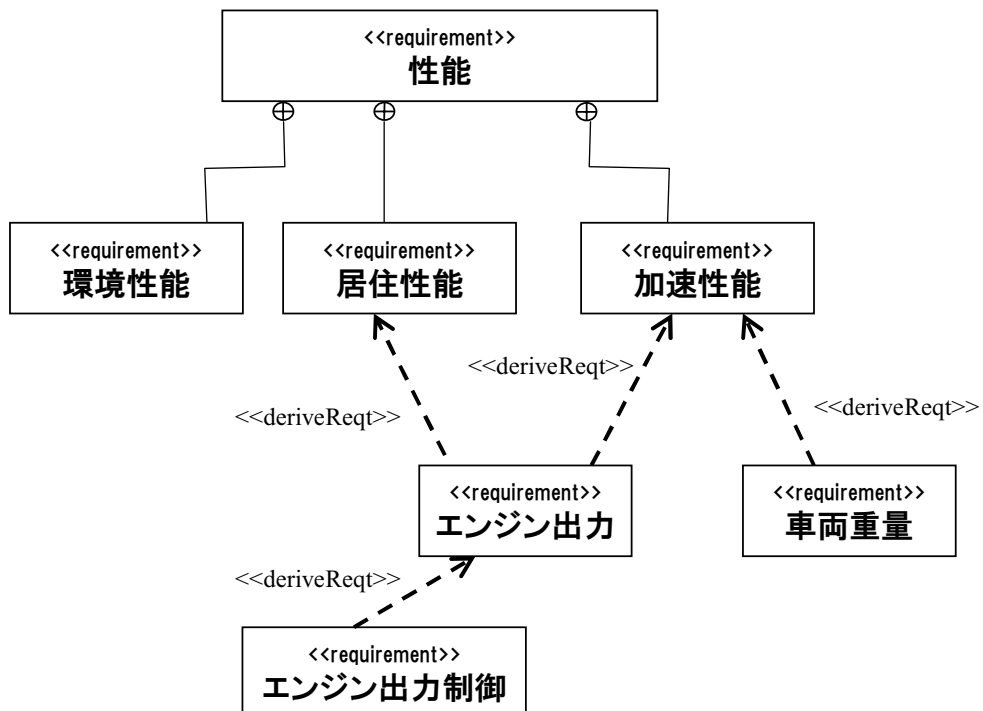 <<requirement>>
性能
<<requirement>>
環境性能
<<requirement>>
居住性能
<<requirement>>
加速性能
<<deriveReqt>>
<<deriveReqt>>
<<deriveReqt>>
<<requirement>>
エンジン出力
<<requirement>>
車両重量
<<deriveReqt>>
<<requirement>>
エンジン出力制御